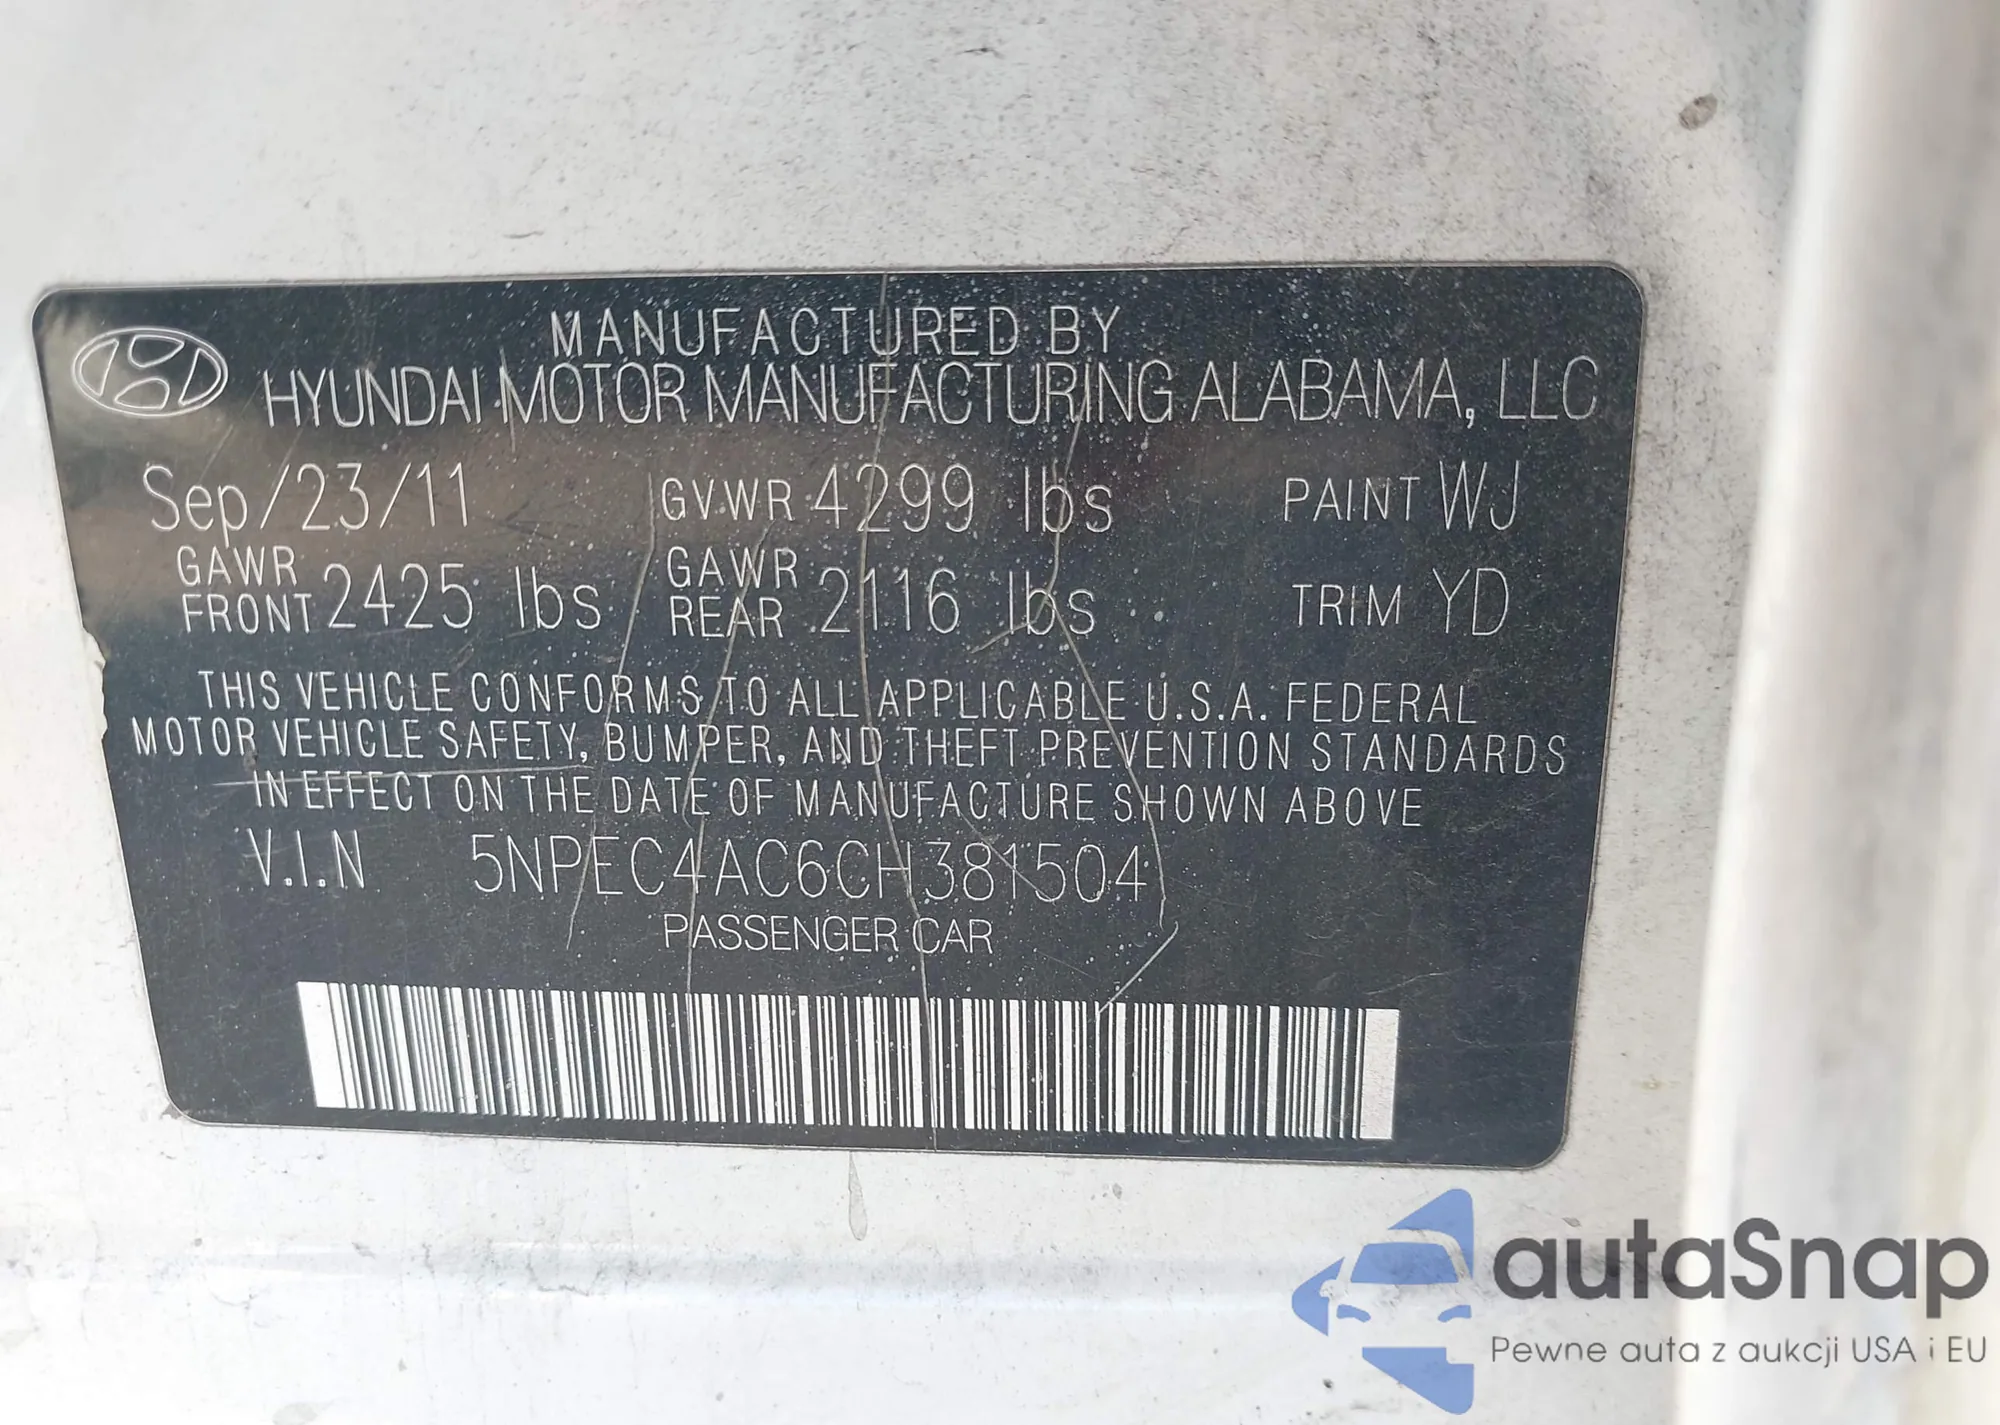 MANUFACTURED BY
HYUNDAI MOTOR MANUFACTURING ALABAMA, LLC
Sep/23/11 GVWR 4299 lbs PAINT WJ
GAWR FRONT 2425 lbs GAWR REAR 2116 lbs TRIM YD
THIS VEHICLE CONFORMS TO ALL APPLICABLE U.S.A. FEDERAL
MOTOR VEHICLE SAFETY, BUMPER, AND THEFT PREVENTION STANDARDS
IN EFFECT ON THE DATE OF MANUFACTURE SHOWN ABOVE
V.I.N 5NPEC4AC6CH381504
PASSENGER CAR
autaSnap
Pewne auta z aukcji USA i EU